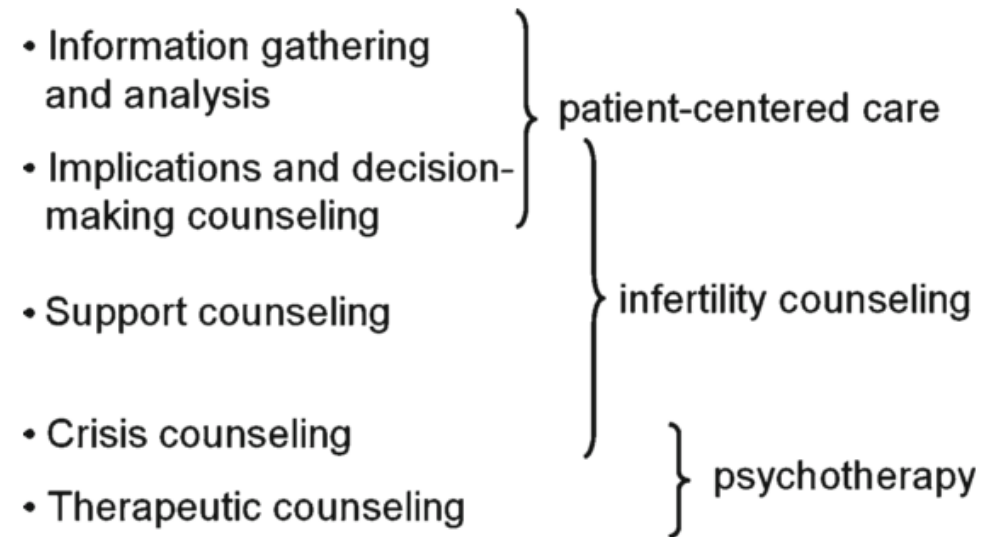 • Information gathering
and analysis
patient-centered care
• Implications and decision-
making counseling
• Support counseling
infertility counseling
• Crisis counseling
psychotherapy
• Therapeutic counseling